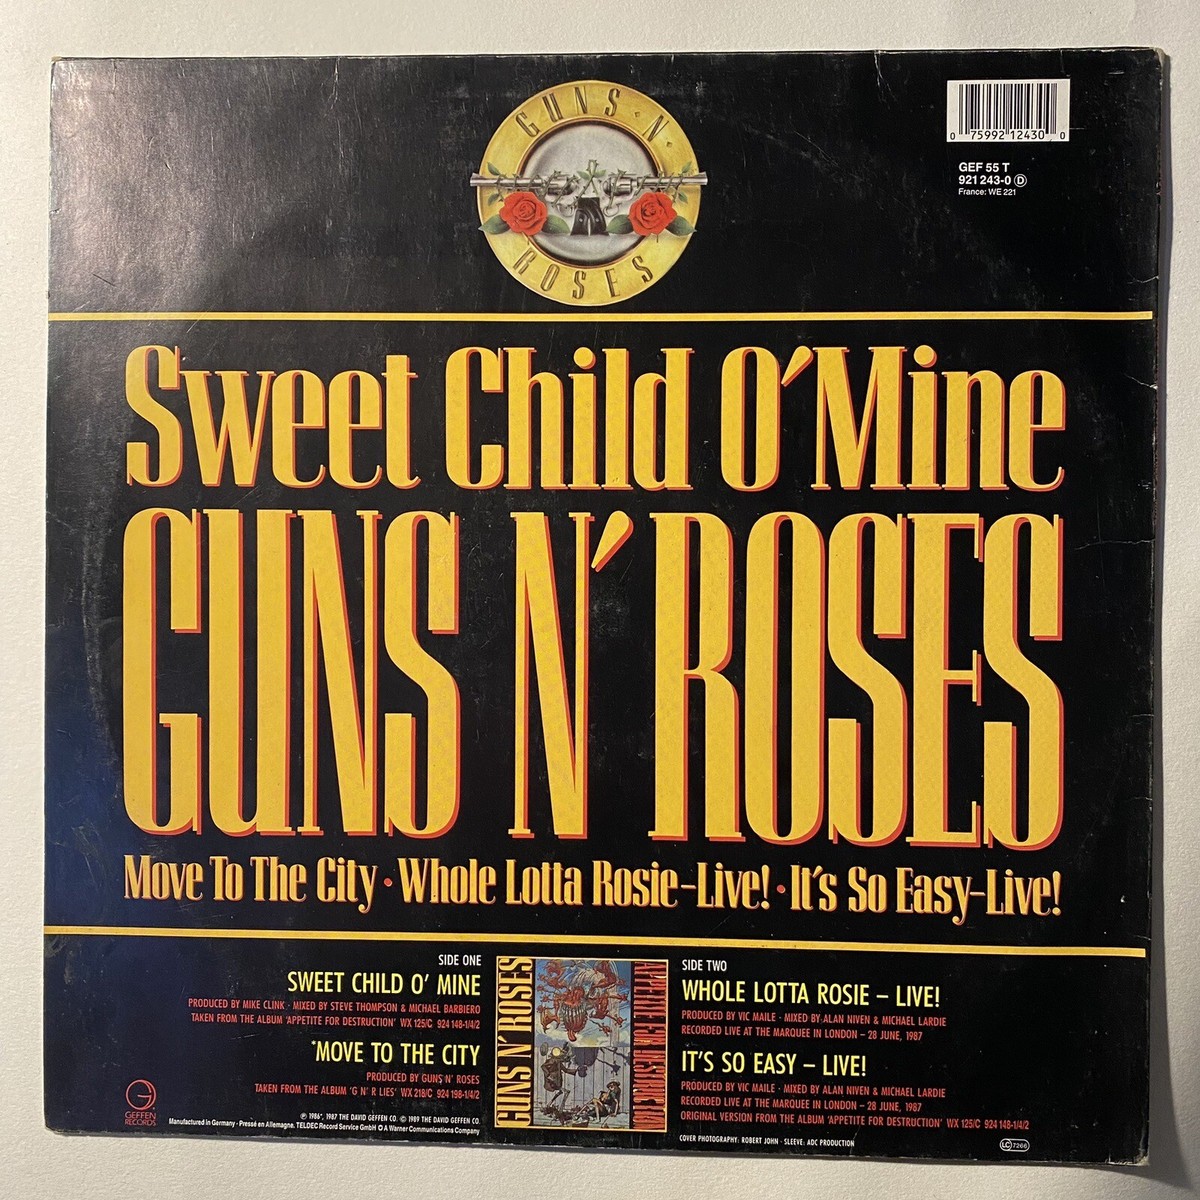 GUNS·N·
ROSES
0 75992 12430 0
GEF 55 T
921 243-0 Ⓓ
France: WE 221
Sweet Child O'Mine
GUNS N' ROSES
Move To The City · Whole Lotta Rosie-Live! · It's So Easy-Live!
SIDE ONE
SWEET CHILD O' MINE
PRODUCED BY MIKE CLINK · MIXED BY STEVE THOMPSON & MICHAEL BARBIERO
TAKEN FROM THE ALBUM 'APPETITE FOR DESTRUCTION' WX 125/C 924 148-1/4/2
*MOVE TO THE CITY
PRODUCED BY GUNS N' ROSES
TAKEN FROM THE ALBUM 'G N' R LIES' WX 218/C 924 198-1/4/2
℗ 1986*, 1987 THE DAVID GEFFEN CO. © 1989 THE DAVID GEFFEN CO.
Manufactured in Germany · Pressé en Allemagne. TELDEC Record Service GmbH A Warner Communications Company
GEFFEN
RECORDS
GUNS N' ROSES
APPETITE FOR DESTRUCTION
SIDE TWO
WHOLE LOTTA ROSIE – LIVE!
PRODUCED BY VIC MAILE · MIXED BY ALAN NIVEN & MICHAEL LARDIE
RECORDED LIVE AT THE MARQUEE IN LONDON – 28 JUNE, 1987
IT'S SO EASY – LIVE!
PRODUCED BY VIC MAILE · MIXED BY ALAN NIVEN & MICHAEL LARDIE
RECORDED LIVE AT THE MARQUEE IN LONDON – 28 JUNE, 1987
ORIGINAL VERSION FROM THE ALBUM 'APPETITE FOR DESTRUCTION' WX 125/C 924 148-1/4/2
COVER PHOTOGRAPHY: ROBERT JOHN · SLEEVE: ADC PRODUCTION
LC 7266